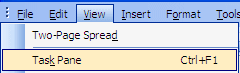 File Edit View Insert Format Tools
Two-Page Spread
Task Pane Ctrl+F1